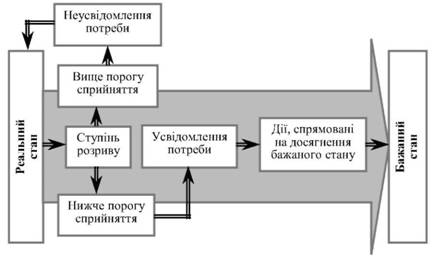 Неусвідомлення
потреби
Вище порогу
сприйняття
Реальний
стан
Ступінь
розриву
Усвідомлення
потреби
Дії, спрямовані
на досягнення
бажаного стану
Бажаний
стан
Нижче порогу
сприйняття